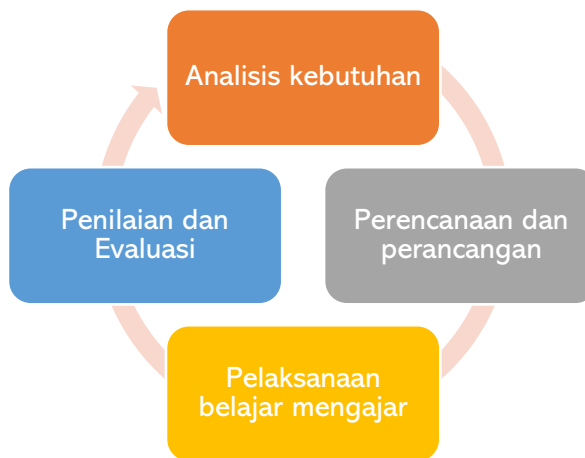 Analisis kebutuhan
Perencanaan dan
perancangan
Pelaksanaan
belajar mengajar
Penilaian dan
Evaluasi